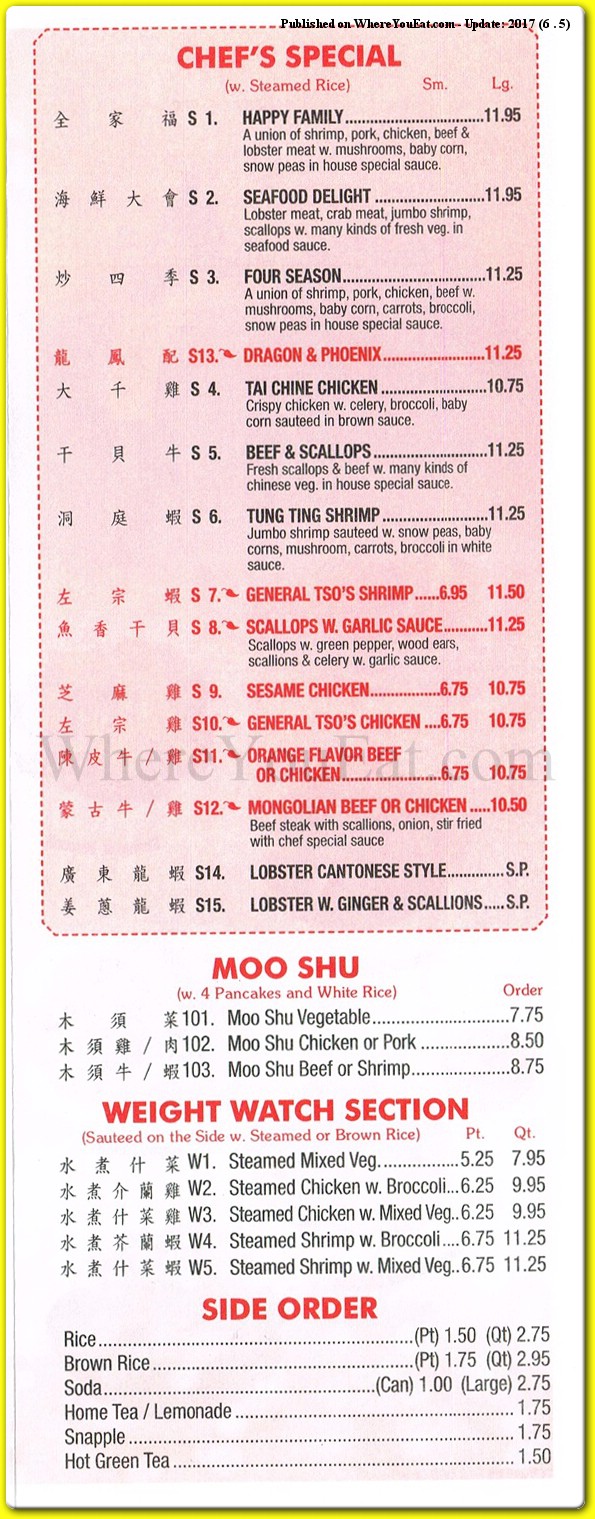 Published on WhereYouEat.com - Update: 2017 (6 . 5)
CHEF'S SPECIAL
(w. Steamed Rice) Sm. Lg.
全家福 S 1. HAPPY FAMILY................................11.95
A union of shrimp, pork, chicken, beef &
lobster meat w. mushrooms, baby corn,
snow peas in house special sauce.
海鮮大會 S 2. SEAFOOD DELIGHT .........................11.95
Lobster meat, crab meat, jumbo shrimp,
scallops w. many kinds of fresh veg. in
seafood sauce.
炒四季 S 3. FOUR SEASON.................................11.25
A union of shrimp, pork, chicken, beef w.
mushrooms, baby corn, carrots, broccoli,
snow peas in house special sauce.
龍鳳配 S13. DRAGON & PHOENIX.......................11.25
大千雞 S 4. TAI CHINE CHICKEN ........................10.75
Crispy chicken w. celery, broccoli, baby
corn sauteed in brown sauce.
干貝牛 S 5. BEEF & SCALLOPS..........................11.25
Fresh scallops & beef w. many kinds of
chinese veg. in house special sauce.
洞庭蝦 S 6. TUNG TING SHRIMP ........................11.25
Jumbo shrimp sauteed w. snow peas, baby
corns, mushroom, carrots, broccoli in white
sauce.
左宗蝦 S 7. GENERAL TSO'S SHRIMP ......6.95 11.50
魚香干貝 S 8. SCALLOPS W. GARLIC SAUCE..........11.25
Scallops w. green pepper, wood ears,
scallions & celery w. garlic sauce.
芝麻雞 S 9. SESAME CHICKEN................6.75 10.75
左宗雞 S10. GENERAL TSO'S CHICKEN ....6.75 10.75
陳皮牛/雞 S11. ORANGE FLAVOR BEEF
OR CHICKEN.......................6.75 10.75
蒙古牛/雞 S12. MONGOLIAN BEEF OR CHICKEN .....10.50
Beef steak with scallions, onion, stir fried
with chef special sauce
廣東龍蝦 S14. LOBSTER CANTONESE STYLE..............S.P.
姜蔥龍蝦 S15. LOBSTER W. GINGER & SCALLIONS.....S.P.
WhereYouEat.com
MOO SHU
(w. 4 Pancakes and White Rice) Order
木須菜 101. Moo Shu Vegetable...........................7.75
木須雞/肉 102. Moo Shu Chicken or Pork .................8.50
木須牛/蝦 103. Moo Shu Beef or Shrimp...................8.75
WEIGHT WATCH SECTION
(Sauteed on the Side w. Steamed or Brown Rice) Pt. Qt.
水煮什菜 W1. Steamed Mixed Veg. ...............5.25 7.95
水煮介蘭雞 W2. Steamed Chicken w. Broccoli...6.25 9.95
水煮什菜雞 W3. Steamed Chicken w. Mixed Veg..6.25 9.95
水煮芥蘭蝦 W4. Steamed Shrimp w. Broccoli....6.75 11.25
水煮什菜蝦 W5. Steamed Shrimp w. Mixed Veg..6.75 11.25
SIDE ORDER
Rice......................................................(Pt) 1.50 (Qt) 2.75
Brown Rice.............................................(Pt) 1.75 (Qt) 2.95
Soda..............................................(Can) 1.00 (Large) 2.75
Home Tea / Lemonade ................................................ 1.75
Snapple .................................................................. 1.75
Hot Green Tea .......................................................... 1.50